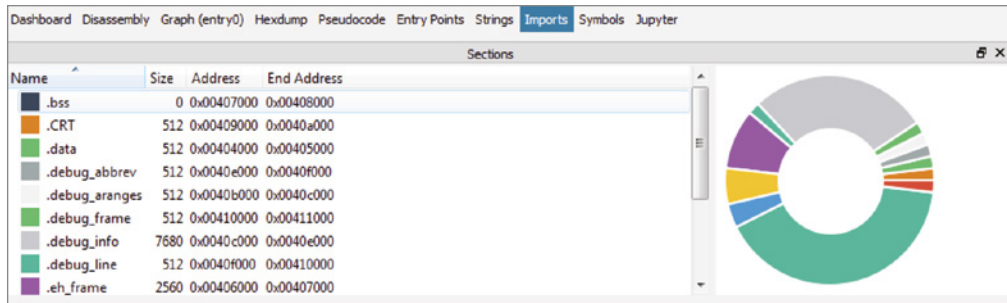 Dashboard Disassembly Graph (entry0) Hexdump Pseudocode Entry Points Strings Imports Symbols Jupyter
Sections
Name Size Address End Address
.bss 0 0x00407000 0x00408000
.CRT 512 0x00409000 0x0040a000
.data 512 0x00404000 0x00405000
.debug_abbrev 512 0x0040e000 0x0040f000
.debug_aranges 512 0x0040b000 0x0040c000
.debug_frame 512 0x00410000 0x00411000
.debug_info 7680 0x0040c000 0x0040e000
.debug_line 512 0x0040f000 0x00410000
.eh_frame 2560 0x00406000 0x00407000